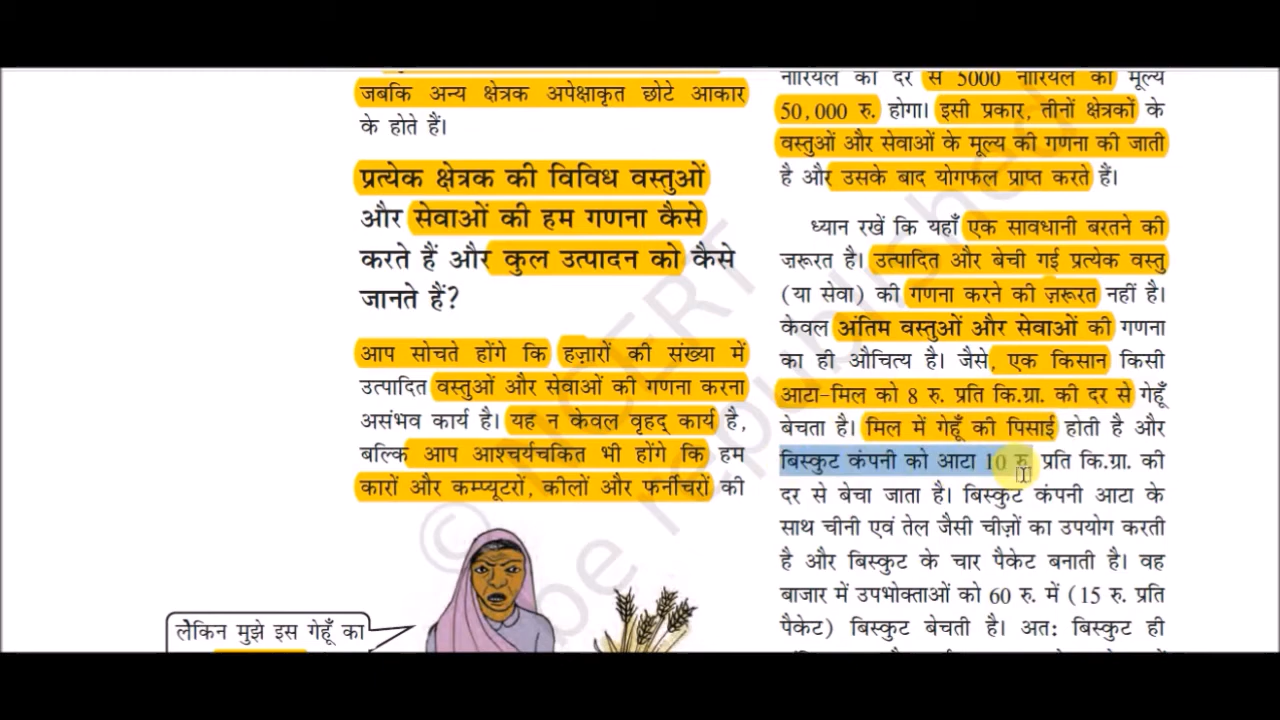 जबकि अन्य क्षेत्रक अपेक्षाकृत छोटे आकार
के होते हैं।
प्रत्येक क्षेत्रक की विविध वस्तुओं
और सेवाओं की हम गणना कैसे
करते हैं और कुल उत्पादन को कैसे
जानते हैं?
आप सोचते होंगे कि हज़ारों की संख्या में
उत्पादित वस्तुओं और सेवाओं की गणना करना
असंभव कार्य है। यह न केवल वृहद् कार्य है,
बल्कि आप आश्चर्यचकित भी होंगे कि हम
कारों और कम्प्यूटरों, कीलों और फर्नीचरों की
लेकिन मुझे इस गेहूँ का
नारियल की दर से 5000 नारियल का मूल्य
50,000 रु. होगा। इसी प्रकार, तीनों क्षेत्रकों के
वस्तुओं और सेवाओं के मूल्य की गणना की जाती
है और उसके बाद योगफल प्राप्त करते हैं।
ध्यान रखें कि यहाँ एक सावधानी बरतने की
ज़रूरत है। उत्पादित और बेची गई प्रत्येक वस्तु
(या सेवा) की गणना करने की ज़रूरत नहीं है।
केवल अंतिम वस्तुओं और सेवाओं की गणना
का ही औचित्य है। जैसे, एक किसान किसी
आटा-मिल को 8 रु. प्रति कि.ग्रा. की दर से गेहूँ
बेचता है। मिल में गेहूँ की पिसाई होती है और
बिस्कुट कंपनी को आटा 10 रु. प्रति कि.ग्रा. की
दर से बेचा जाता है। बिस्कुट कंपनी आटा के
साथ चीनी एवं तेल जैसी चीज़ों का उपयोग करती
है और बिस्कुट के चार पैकेट बनाती है। वह
बाजार में उपभोक्ताओं को 60 रु. में (15 रु. प्रति
पैकेट) बिस्कुट बेचती है। अतः बिस्कुट ही
© NCERT
be republished